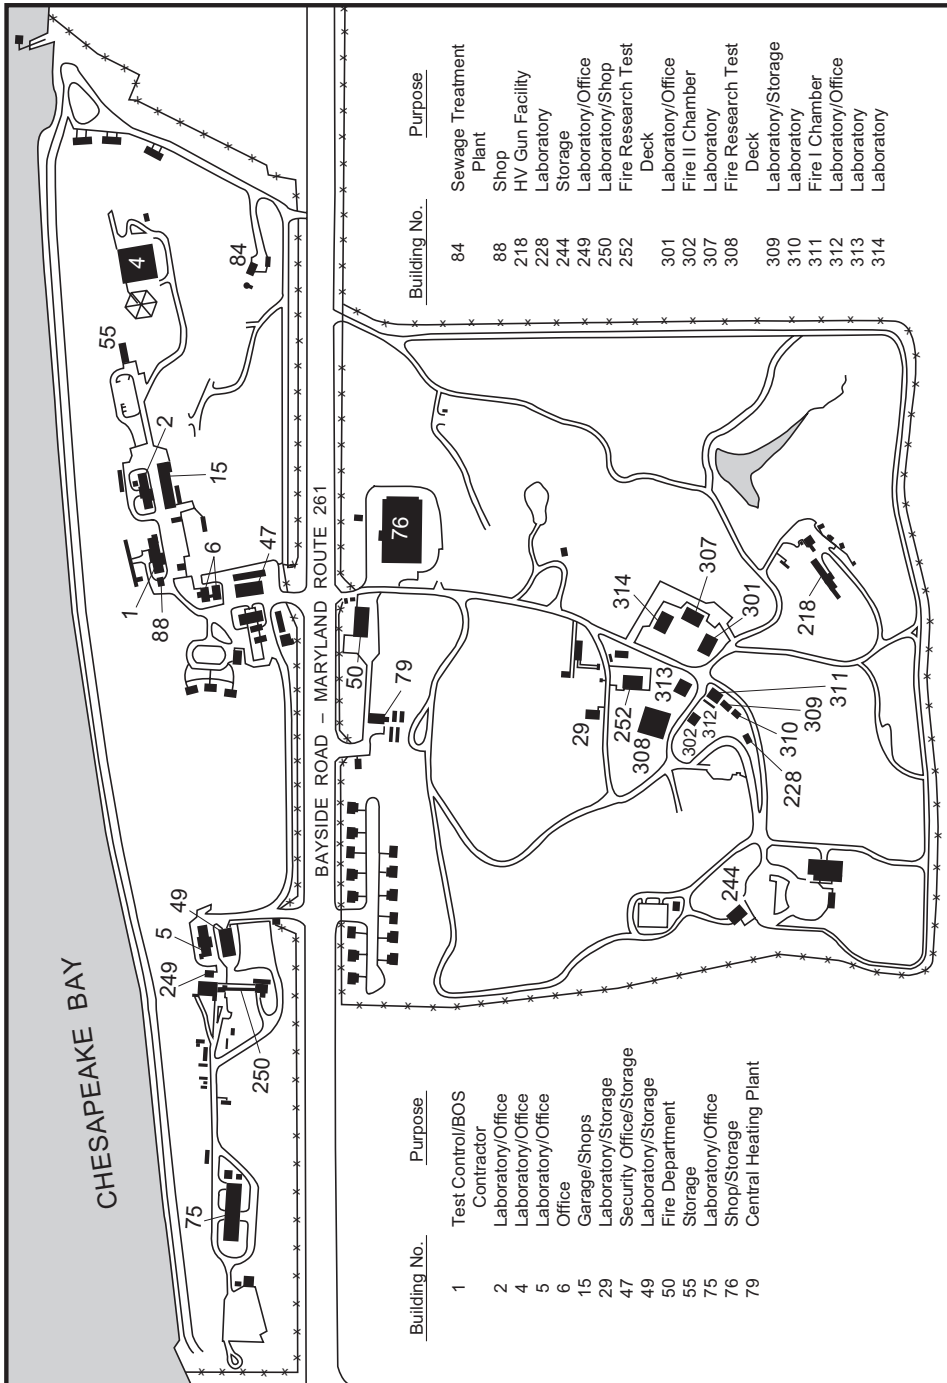 CHESAPEAKE BAY
BAYSIDE ROAD – MARYLAND ROUTE 261
75
250
249
5
49
88
1
6
47
15
2
55
4
84
79
50
76
29
252
308
302
312
313
314
307
301
311
309
310
228
244
218
Building No. Purpose
1 Test Control/BOS
Contractor
2 Laboratory/Office
4 Laboratory/Office
5 Laboratory/Office
6 Office
15 Garage/Shops
29 Laboratory/Storage
47 Security Office/Storage
49 Laboratory/Storage
50 Fire Department
55 Storage
75 Laboratory/Office
76 Shop/Storage
79 Central Heating Plant
Building No. Purpose
84 Sewage Treatment
Plant
88 Shop
218 HV Gun Facility
228 Laboratory
244 Storage
249 Laboratory/Office
250 Laboratory/Shop
252 Fire Research Test
Deck
301 Laboratory/Office
302 Fire II Chamber
307 Laboratory
308 Fire Research Test
Deck
309 Laboratory/Storage
310 Laboratory
311 Fire I Chamber
312 Laboratory/Office
313 Laboratory
314 Laboratory